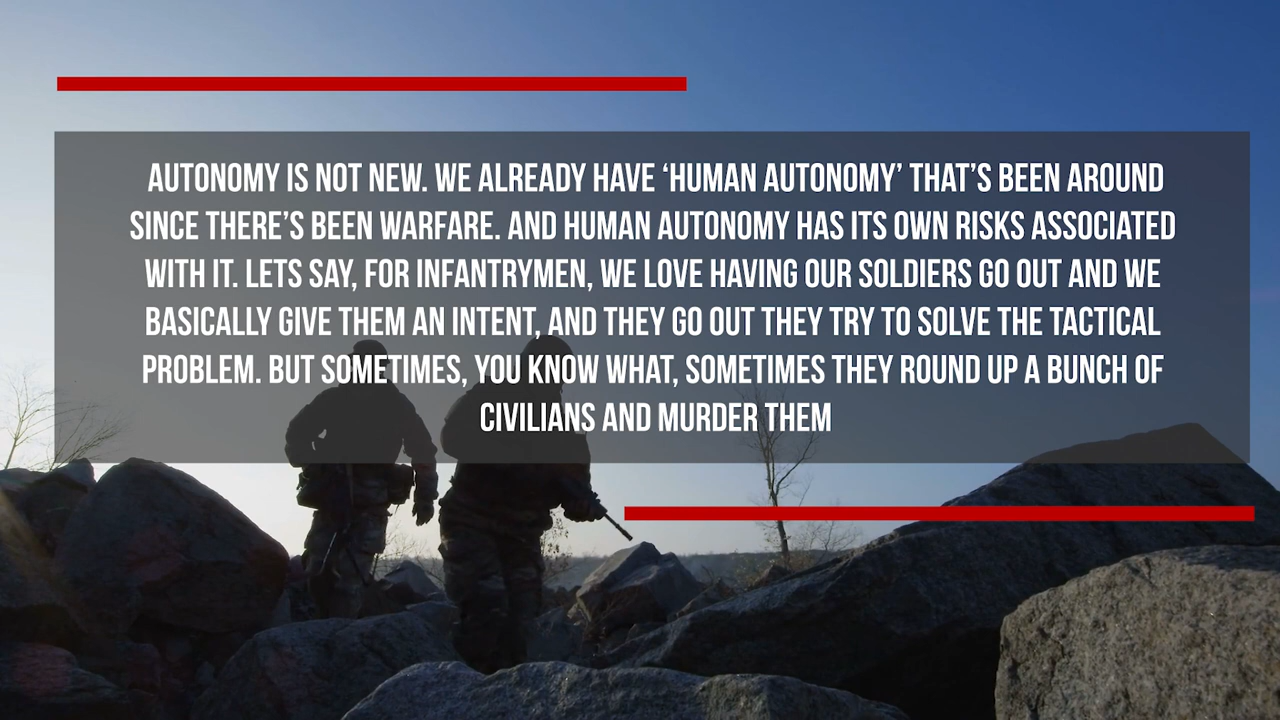 AUTONOMY IS NOT NEW. WE ALREADY HAVE ‘HUMAN AUTONOMY’ THAT’S BEEN AROUND
SINCE THERE’S BEEN WARFARE. AND HUMAN AUTONOMY HAS ITS OWN RISKS ASSOCIATED
WITH IT. LETS SAY, FOR INFANTRYMEN, WE LOVE HAVING OUR SOLDIERS GO OUT AND WE
BASICALLY GIVE THEM AN INTENT, AND THEY GO OUT THEY TRY TO SOLVE THE TACTICAL
PROBLEM. BUT SOMETIMES, YOU KNOW WHAT, SOMETIMES THEY ROUND UP A BUNCH OF
CIVILIANS AND MURDER THEM